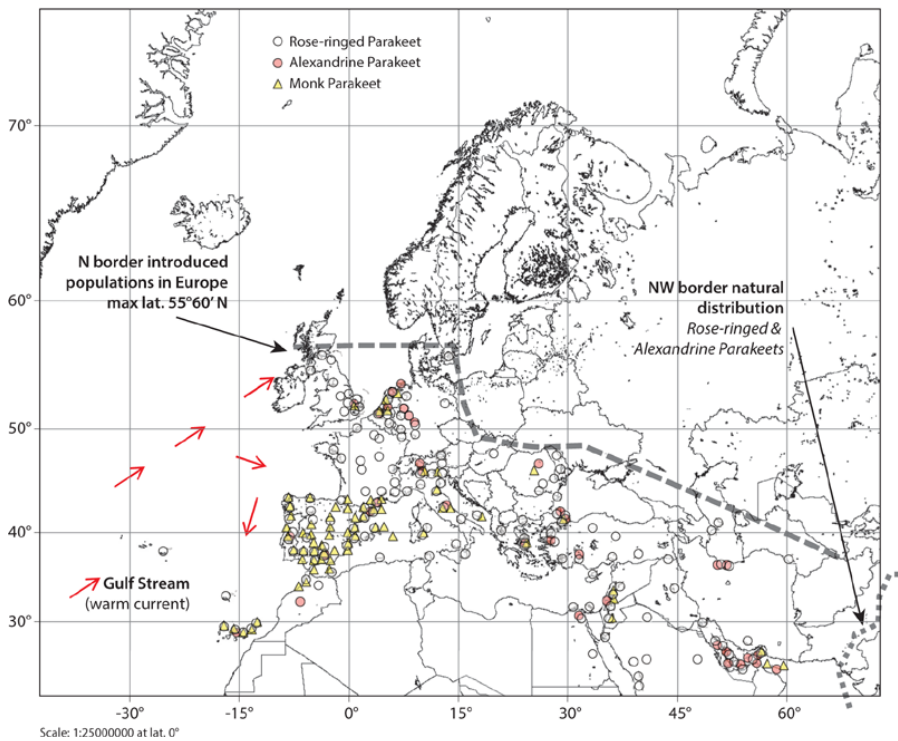 Rose-ringed Parakeet
Alexandrine Parakeet
Monk Parakeet
70°
N border introduced
populations in Europe
max lat. 55°60' N
60°
NW border natural
distribution
Rose-ringed &
Alexandrine Parakeets
50°
40°
Gulf Stream
(warm current)
30°
-30°
-15°
0°
15°
30°
45°
60°
Scale: 1:25000000 at lat. 0°